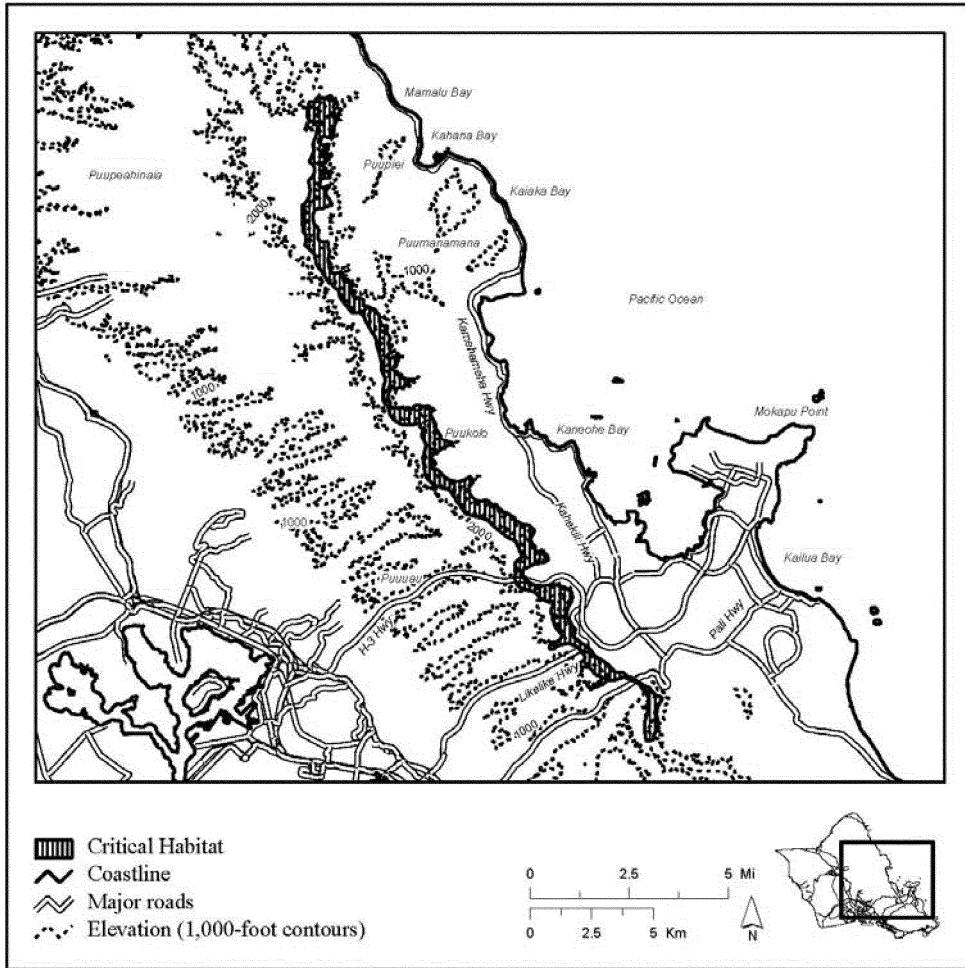 Mamalu Bay
Kahana Bay
Puupiei
Kaiaka Bay
Puupeahinaia
2000
Puumanamana
1000
Pacific Ocean
Kamehameha Hwy
1000
Mokapu Point
Puukolo
Kaneohe Bay
1000
2000
Kahekili Hwy
Kailua Bay
Puuuau
H-3 Hwy
Pali Hwy
Likelike Hwy
1000
Critical Habitat
Coastline
Major roads
Elevation (1,000-foot contours)
0 2.5 5 Mi
0 2.5 5 Km
N